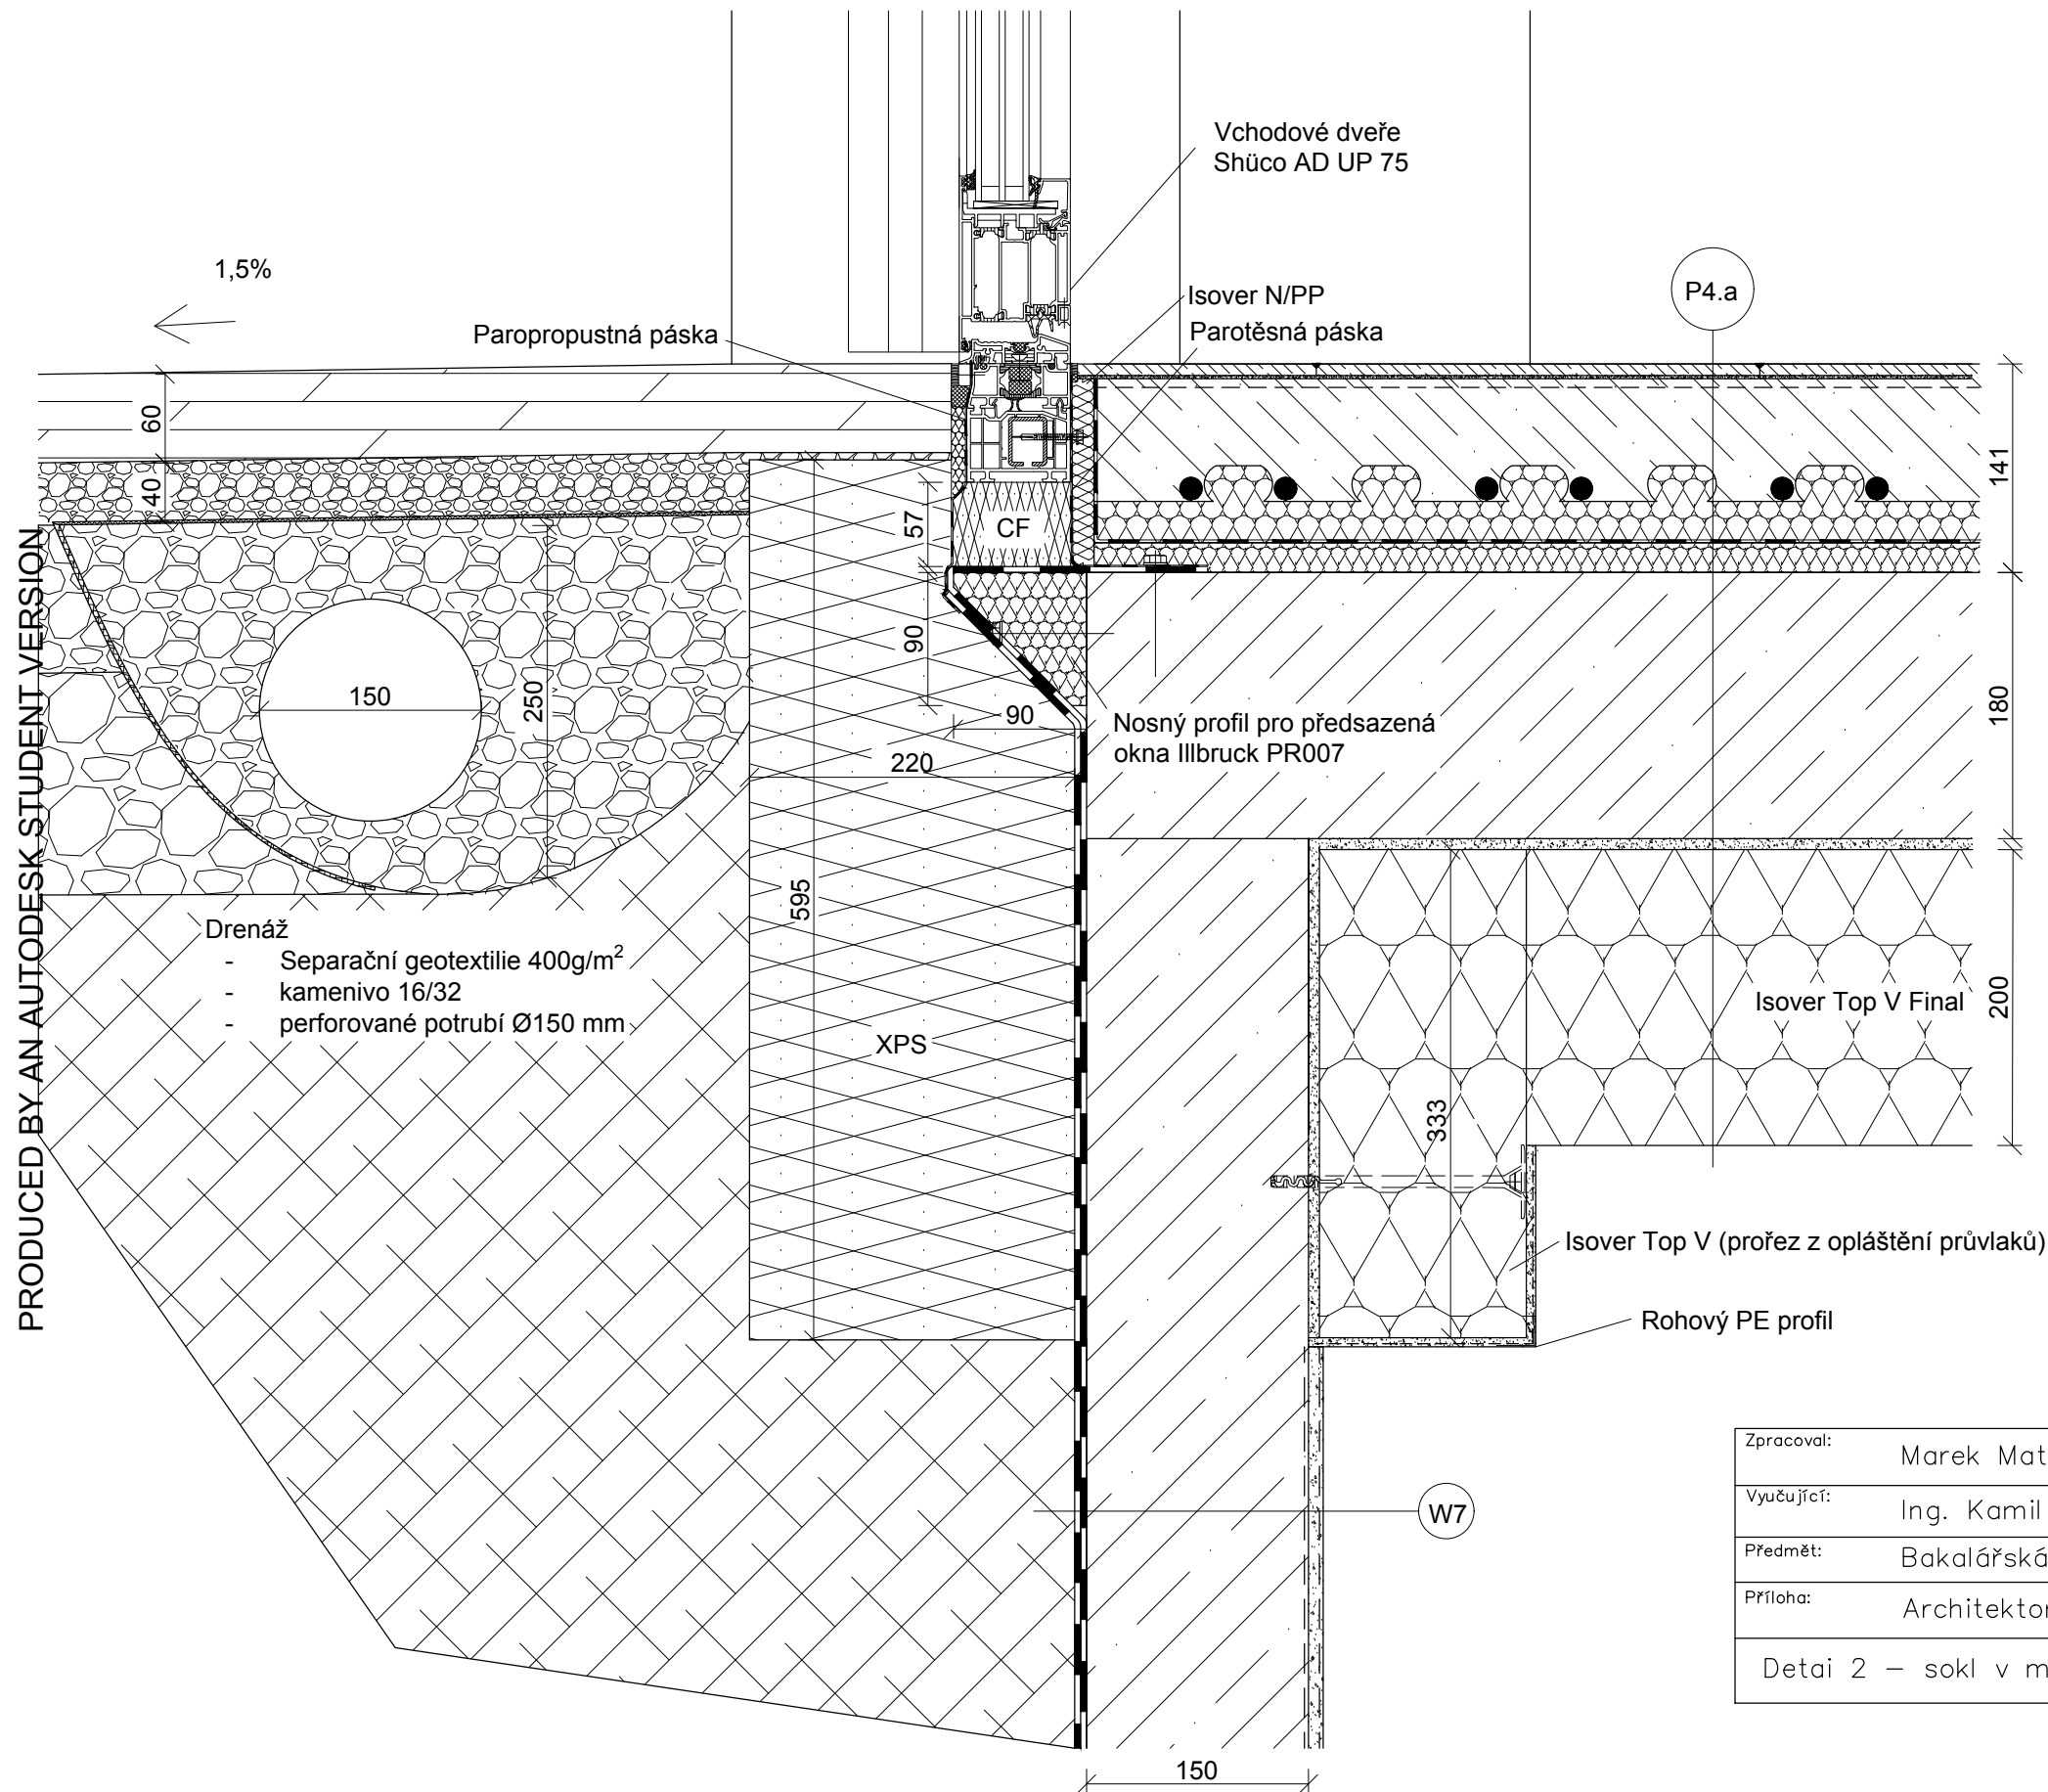 Vchodové dveře
Shüco AD UP 75
1,5%
P4.a
Isover N/PP
Paropropustná páska
Parotěsná páska
60
141
40
57
CF
90
150
250
90
Nosný profil pro předsazená
okna Illbruck PR007
180
220
595
Drenáž
- Separační geotextilie 400g/m²
- kamenivo 16/32
- perforované potrubí Ø150 mm
XPS
Isover Top V Final
200
333
Isover Top V (prořez z opláštění průvlaků)
Rohový PE profil
W7
150
PRODUCED BY AN AUTODESK STUDENT VERSION
Zpracoval: Marek Mat
Vyučující: Ing. Kamil
Předmět: Bakalářská
Příloha: Architekton
Detai 2 – sokl v m